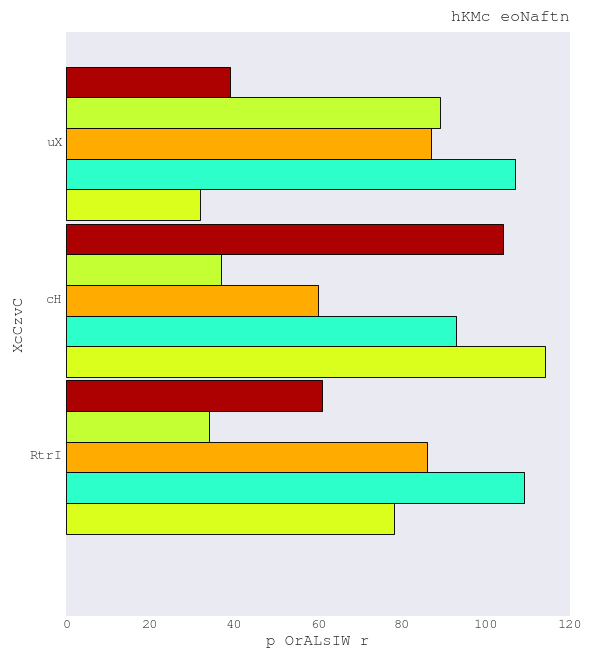 hKMc eoNaftn
uX
cH
RtrI
XcCzvC
0 20 40 60 80 100 120
p OrALsIW r